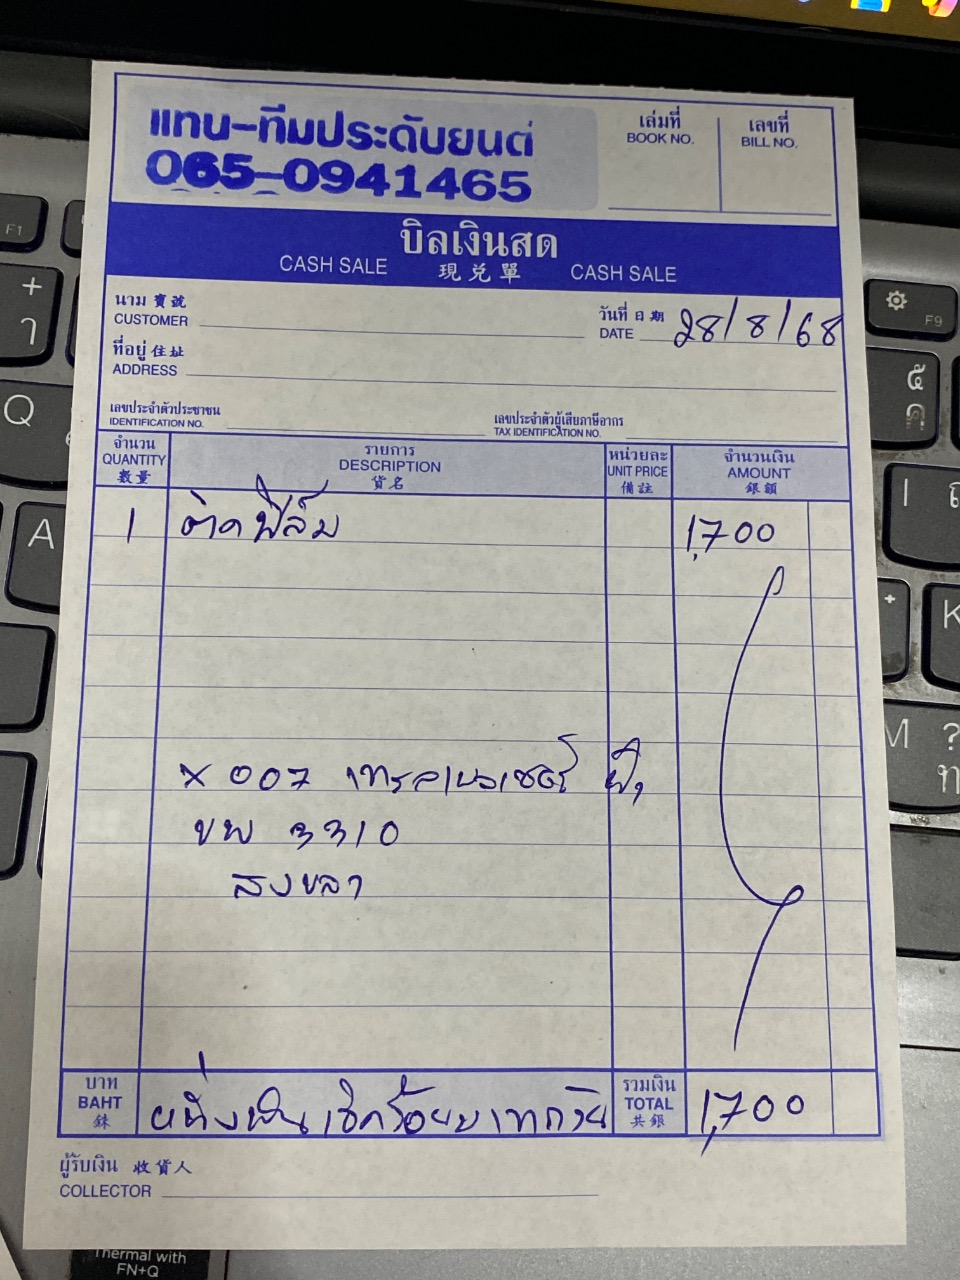 แทน-ทีมประดับยนต์
065-0941465
เล่มที่
BOOK NO.
เลขที่
BILL NO.
บิลเงินสด
CASH SALE 現兌單 CASH SALE
นาม 寶號
CUSTOMER
วันที่ 日期
DATE 28/8/68
ที่อยู่ 住址
ADDRESS
เลขประจำตัวประชาชน
IDENTIFICATION NO.
เลขประจำตัวผู้เสียภาษีอากร
TAX IDENTIFICATION NO.
จำนวน
QUANTITY
數量
รายการ
DESCRIPTION
貨名
หน่วยละ
UNIT PRICE
備註
จำนวนเงิน
AMOUNT
銀額
1 ติดฟิล์ม 1,700
X 007
ขพ 3310
สงขลา
บาท
BAHT
銖
หนึ่งพันเจ็ดร้อยบาทถ้วน
รวมเงิน
TOTAL
共銀
1,700
ผู้รับเงิน 收貨人
COLLECTOR
F1
+
ๅ
Q
A
F9
๕
K
M
?
ท
Thermal with
FN+Q